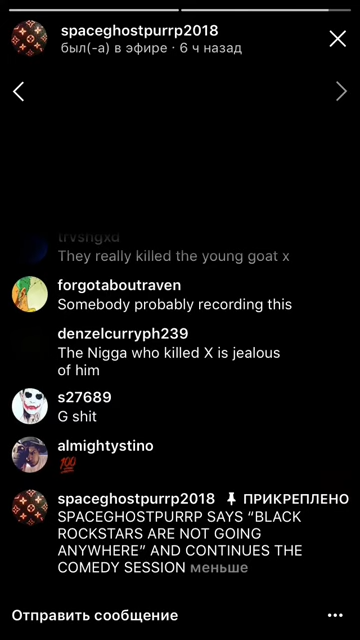 spaceghostpurrp2018
был(-а) в эфире · 6 ч назад
trvshgxd
They really killed the young goat x
forgotaboutraven
Somebody probably recording this
denzelcurryph239
The Nigga who killed X is jealous
of him
s27689
G shit
almightystino
💯
spaceghostpurrp2018 ПРИКРЕПЛЕНО
SPACEGHOSTPURRP SAYS “BLACK
ROCKSTARS ARE NOT GOING
ANYWHERE” AND CONTINUES THE
COMEDY SESSION меньше
Отправить сообщение